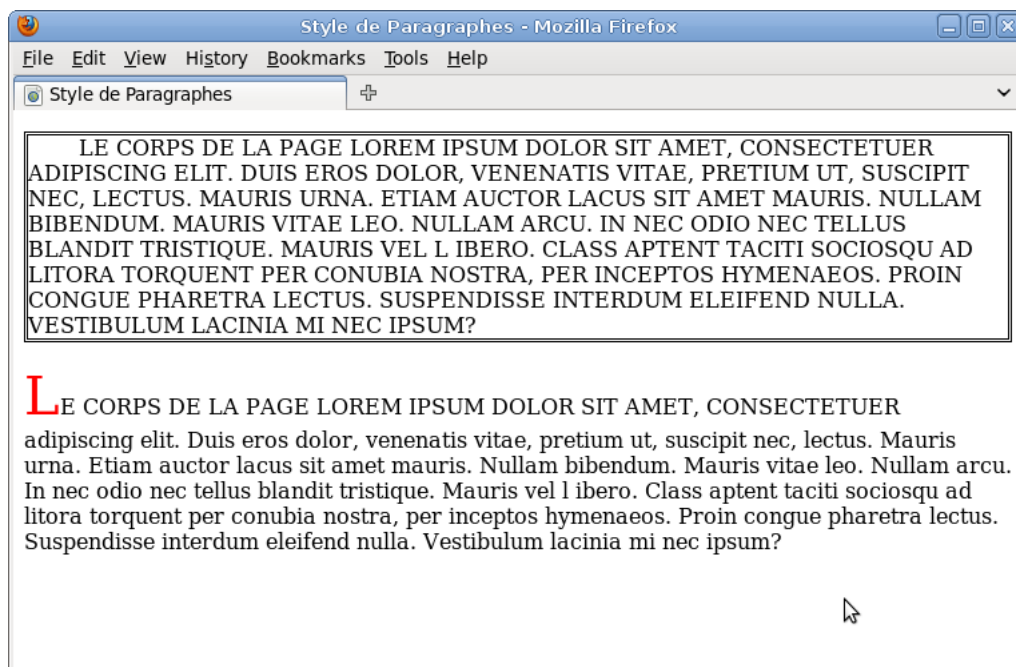 Style de Paragraphes - Mozilla Firefox
File Edit View History Bookmarks Tools Help
Style de Paragraphes
LE CORPS DE LA PAGE LOREM IPSUM DOLOR SIT AMET, CONSECTETUER
ADIPISCING ELIT. DUIS EROS DOLOR, VENENATIS VITAE, PRETIUM UT, SUSCIPIT
NEC, LECTUS. MAURIS URNA. ETIAM AUCTOR LACUS SIT AMET MAURIS. NULLAM
BIBENDUM. MAURIS VITAE LEO. NULLAM ARCU. IN NEC ODIO NEC TELLUS
BLANDIT TRISTIQUE. MAURIS VEL L IBERO. CLASS APTENT TACITI SOCIOSQU AD
LITORA TORQUENT PER CONUBIA NOSTRA, PER INCEPTOS HYMENAEOS. PROIN
CONGUE PHARETRA LECTUS. SUSPENDISSE INTERDUM ELEIFEND NULLA.
VESTIBULUM LACINIA MI NEC IPSUM?
LE CORPS DE LA PAGE LOREM IPSUM DOLOR SIT AMET, CONSECTETUER
adipiscing elit. Duis eros dolor, venenatis vitae, pretium ut, suscipit nec, lectus. Mauris
urna. Etiam auctor lacus sit amet mauris. Nullam bibendum. Mauris vitae leo. Nullam arcu.
In nec odio nec tellus blandit tristique. Mauris vel l ibero. Class aptent taciti sociosqu ad
litora torquent per conubia nostra, per inceptos hymenaeos. Proin congue pharetra lectus.
Suspendisse interdum eleifend nulla. Vestibulum lacinia mi nec ipsum?